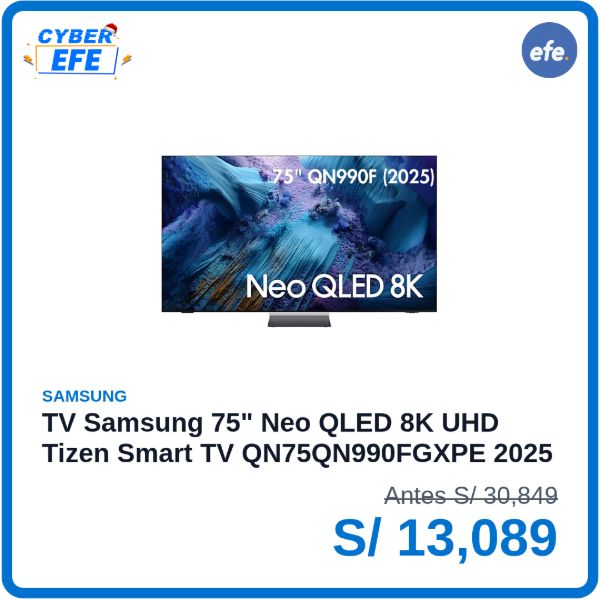 CYBER
EFE
efe.
75" QN990F (2025)
Neo QLED 8K
SAMSUNG
TV Samsung 75" Neo QLED 8K UHD
Tizen Smart TV QN75QN990FGXPE 2025
Antes S/ 30,849
S/ 13,089